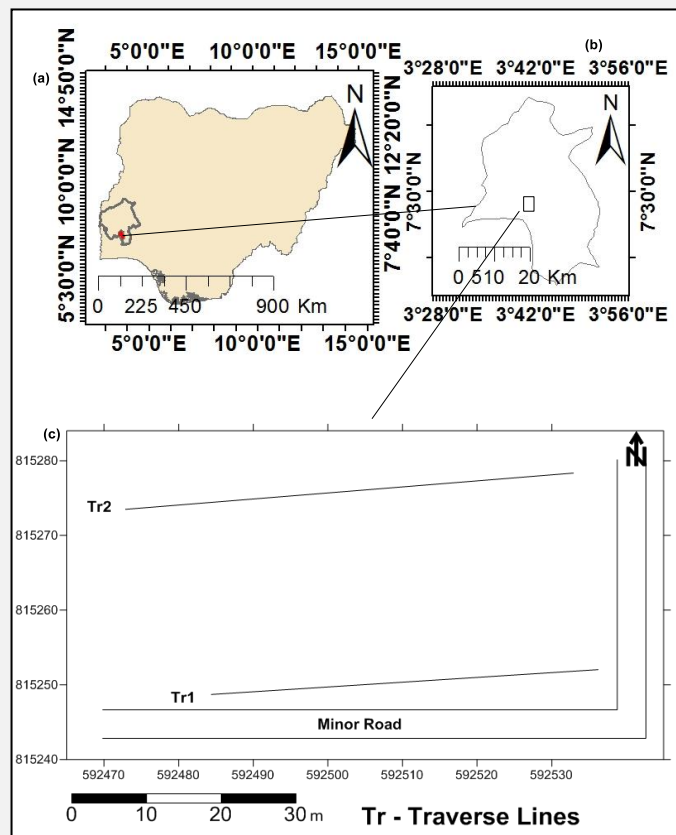 (a)
5°0'0"E 10°0'0"E 15°0'0"E
14°50'0"N
10°0'0"N
5°30'0"N
N
12°20'0"N
7°40'0"N
0 225 450 900 Km
5°0'0"E 10°0'0"E 15°0'0"E
(b)
3°28'0"E 3°42'0"E 3°56'0"E
N
7°30'0"N
7°30'0"N
0 510 20 Km
3°28'0"E 3°42'0"E 3°56'0"E
(c)
N
815280
815270
815260
815250
815240
Tr2
Tr1
Minor Road
592470 592480 592490 592500 592510 592520 592530
0 10 20 30 m
Tr - Traverse Lines